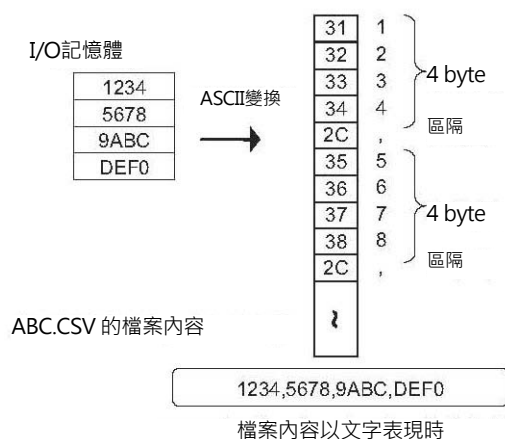 I/O記憶體
1234
5678
9ABC
DEF0
ASCII變換
31 1
32 2
33 3
34 4
2C ,
4 byte
區隔
35 5
36 6
37 7
38 8
2C ,
4 byte
區隔
~
ABC.CSV 的檔案內容
1234,5678,9ABC,DEF0
檔案內容以文字表現時